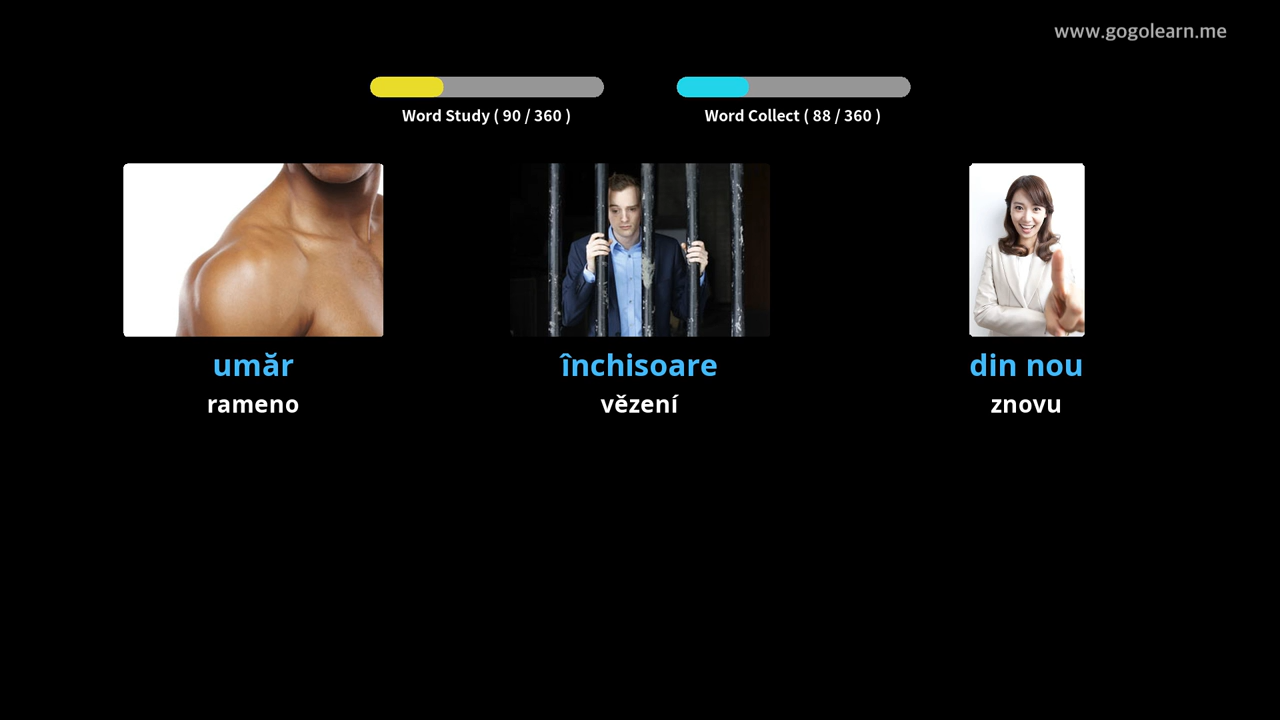 www.gogolearn.me
Word Study ( 90 / 360 )
Word Collect ( 88 / 360 )
umăr
rameno
închisoare
vězení
din nou
znovu